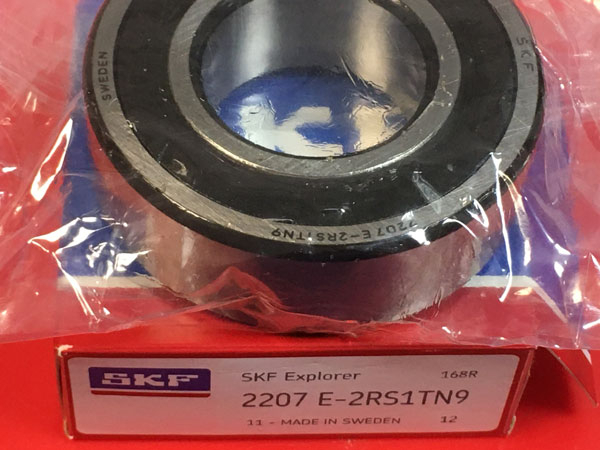 SWEDEN
SKF
2207 E-2RS1TN9
SKF
SKF Explorer 168R
2207 E-2RS1TN9
11 - MADE IN SWEDEN 12